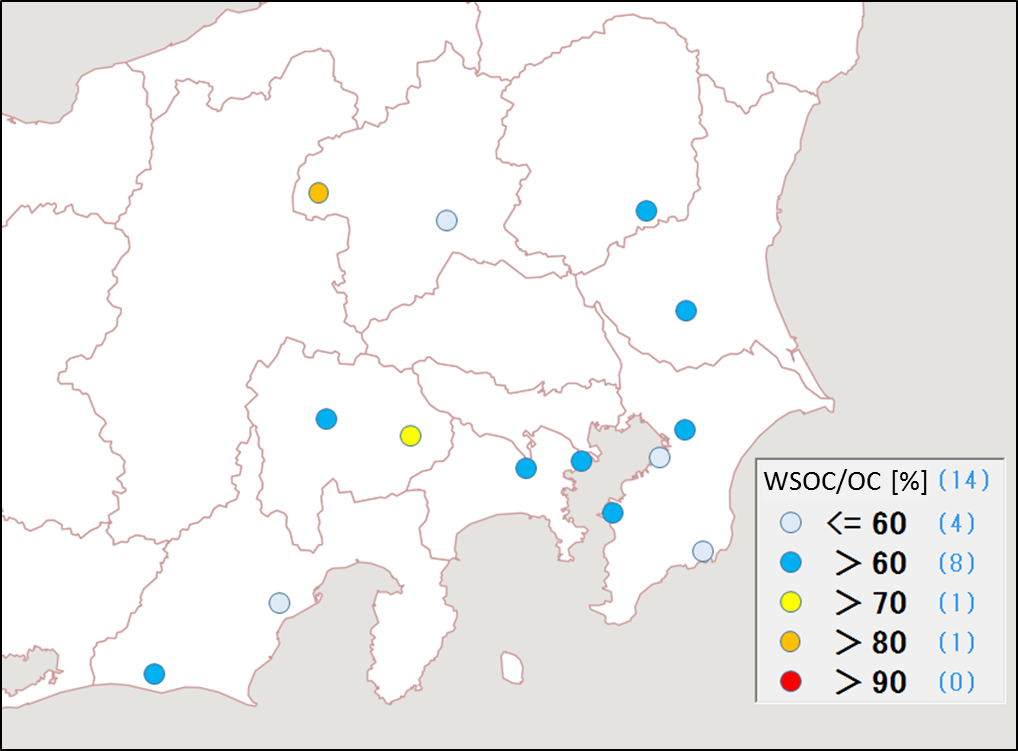 WSOC/OC [%] (14)
<= 60 (4)
> 60 (8)
> 70 (1)
> 80 (1)
> 90 (0)